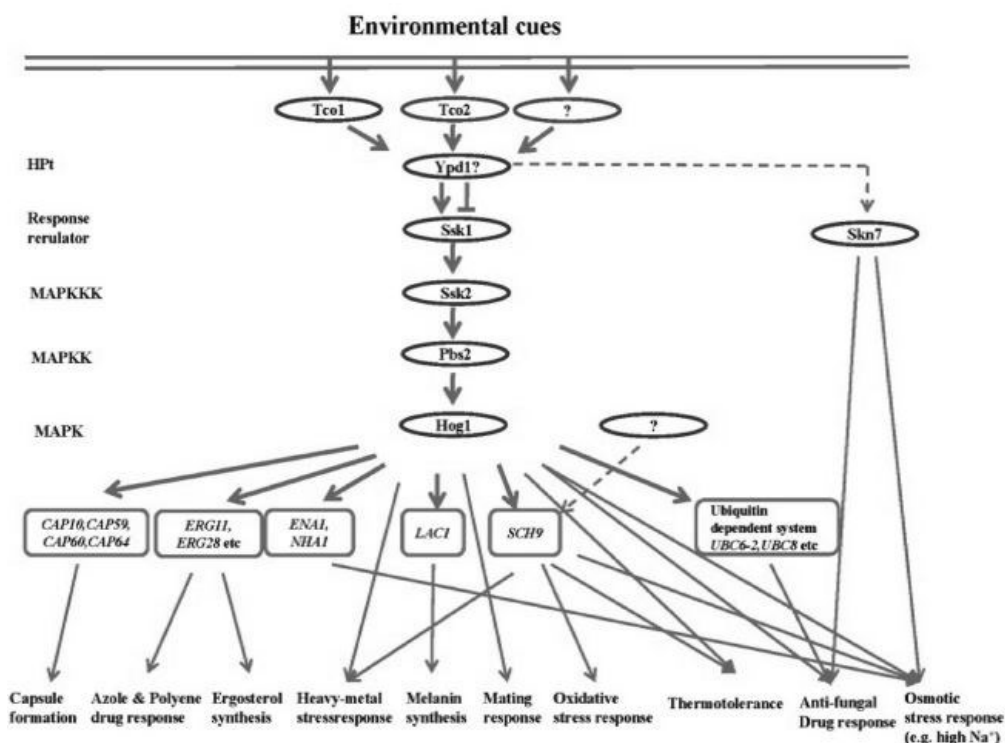 Environmental cues
Tco1
Tco2
?
HPt
Ypd1?
Response
rerulator
Ssk1
Skn7
MAPKKK
Ssk2
MAPKK
Pbs2
MAPK
Hog1
?
CAP10,CAP59,
CAP60,CAP64
ERG11,
ERG28 etc
ENA1,
NHA1
LAC1
SCH9
Ubiquitin
dependent system
UBC6-2,UBC8 etc
Capsule
formation
Azole & Polyene
drug response
Ergosterol
synthesis
Heavy-metal
stressresponse
Melanin
synthesis
Mating
response
Oxidative
stress response
Thermotolerance
Anti-fungal
Drug response
Osmotic
stress response
(e.g. high Na⁺)